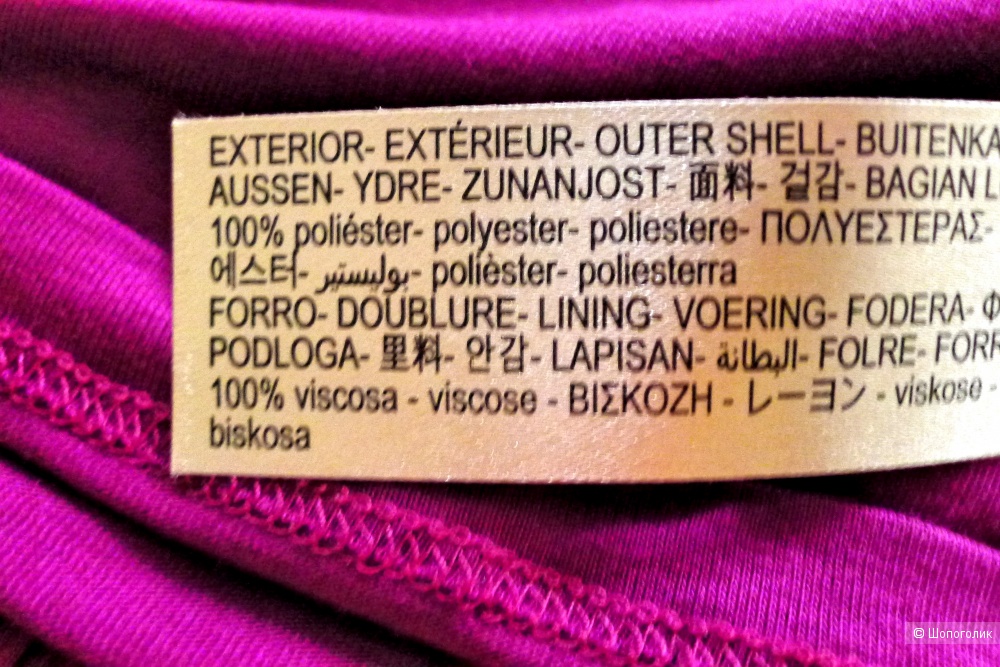 EXTERIOR- EXTÉRIEUR- OUTER SHELL- BUITENKA
AUSSEN- YDRE- ZUNANJOST- 面料- 겉감- BAGIAN L
100% poliéster- polyester- poliestere- ΠΟΛΥΕΣΤΕΡΑΣ-
에스터- بوليستير- polièster- poliesterra
FORRO- DOUBLURE- LINING- VOERING- FODERA- Φ
PODLOGA- 里料- 안감- LAPISAN- البطانة- FOLRE- FORR
100% viscosa - viscose - ΒΙΣΚΟΖΗ - レーヨン - viskose -
biskosa
© Шопоголик